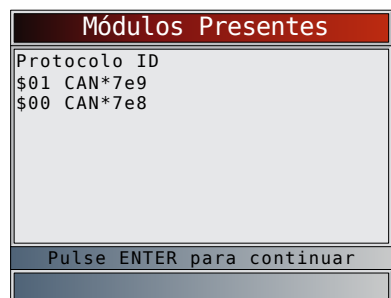 Módulos Presentes
Protocolo ID
$01 CAN*7e9
$00 CAN*7e8
Pulse ENTER para continuar